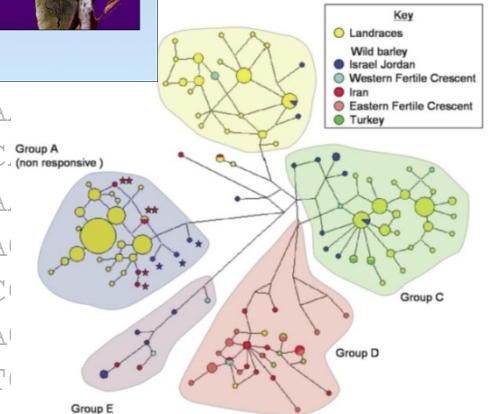 Key
Landraces
Wild barley
Israel Jordan
Western Fertile Crescent
Iran
Eastern Fertile Crescent
Turkey
Group A
(non responsive )
Group C
Group D
Group E